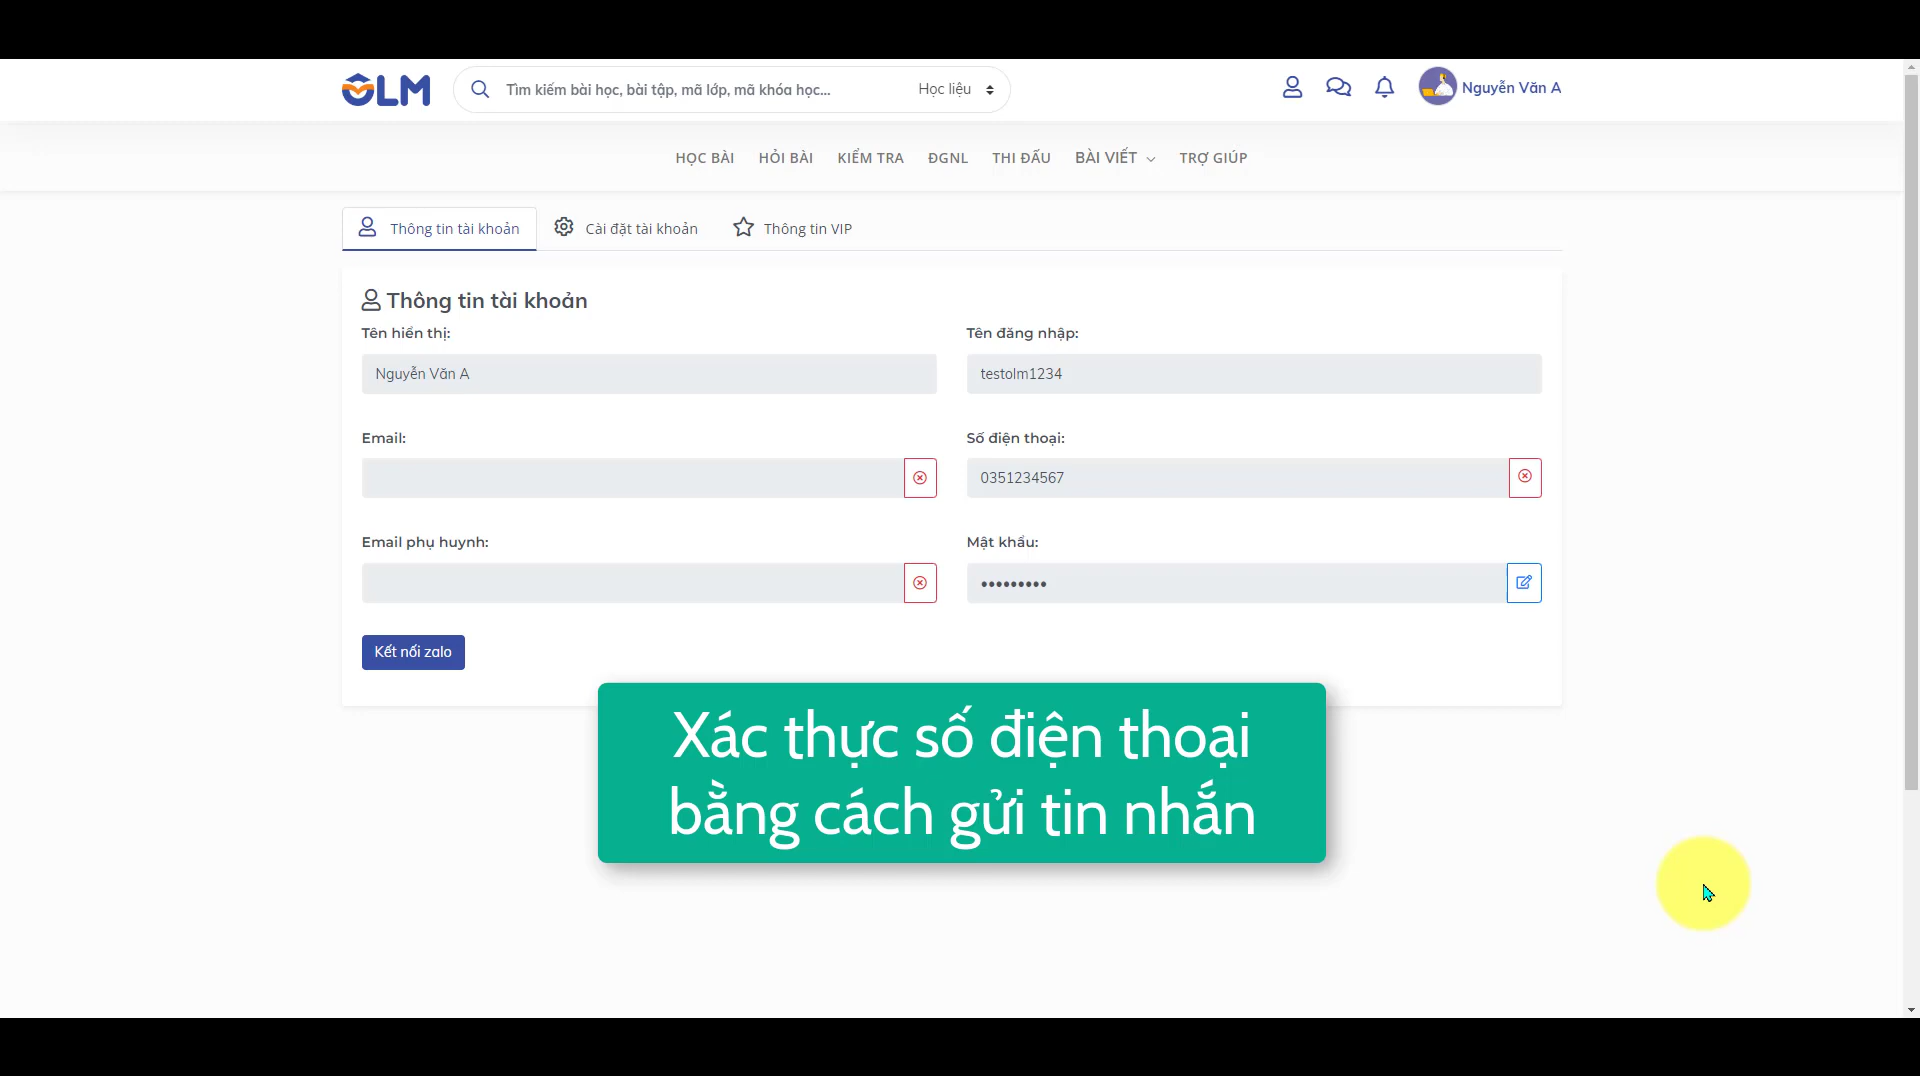 OLM
Tìm kiếm bài học, bài tập, mã lớp, mã khóa học...
Học liệu
Nguyễn Văn A
HỌC BÀI
HỎI BÀI
KIỂM TRA
ĐGNL
THI ĐẤU
BÀI VIẾT
TRỢ GIÚP
Thông tin tài khoản
Cài đặt tài khoản
Thông tin VIP
Thông tin tài khoản
Tên hiển thị:
Tên đăng nhập:
Nguyễn Văn A
testolm1234
Email:
Số điện thoại:
0351234567
Email phụ huynh:
Mật khẩu:
•••••••••
Kết nối zalo
Xác thực số điện thoại
bằng cách gửi tin nhắn